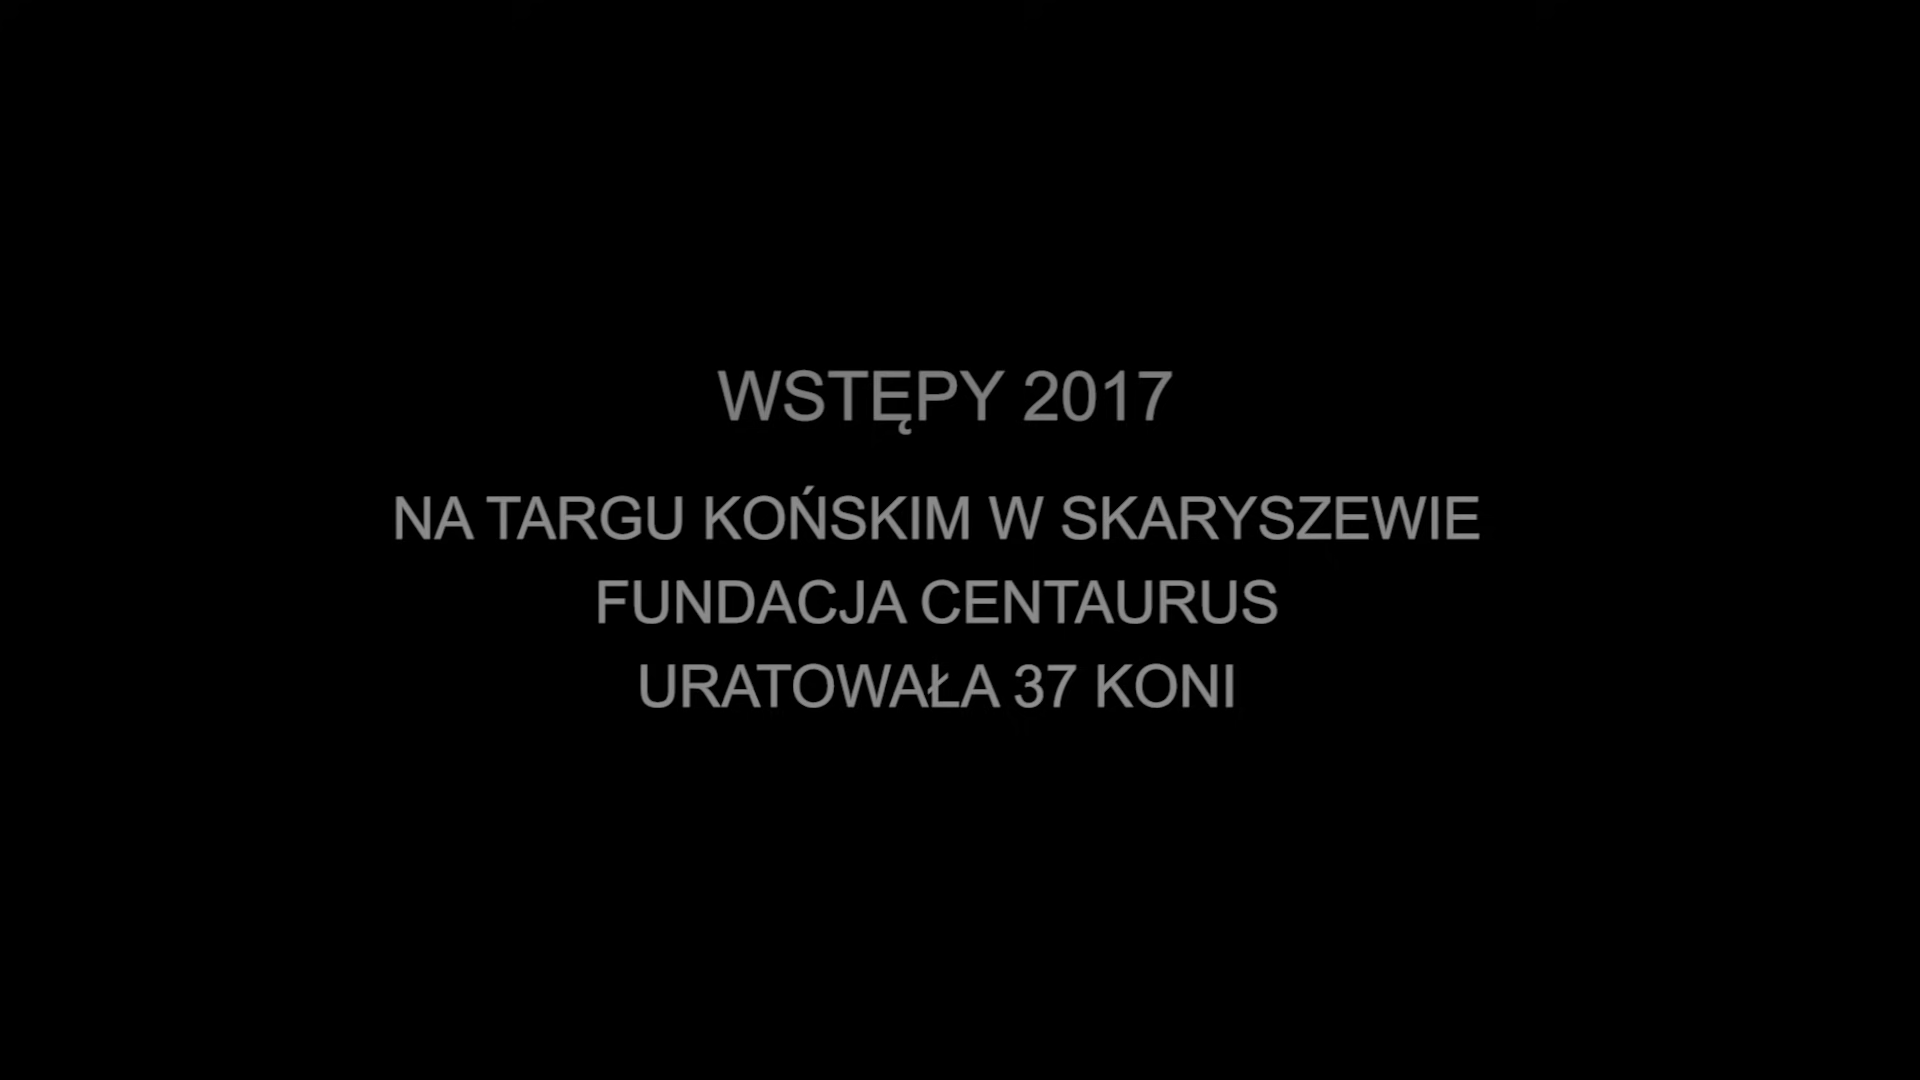 WSTĘPY 2017
NA TARGU KOŃSKIM W SKARYSZEWIE
FUNDACJA CENTAURUS
URATOWAŁA 37 KONI